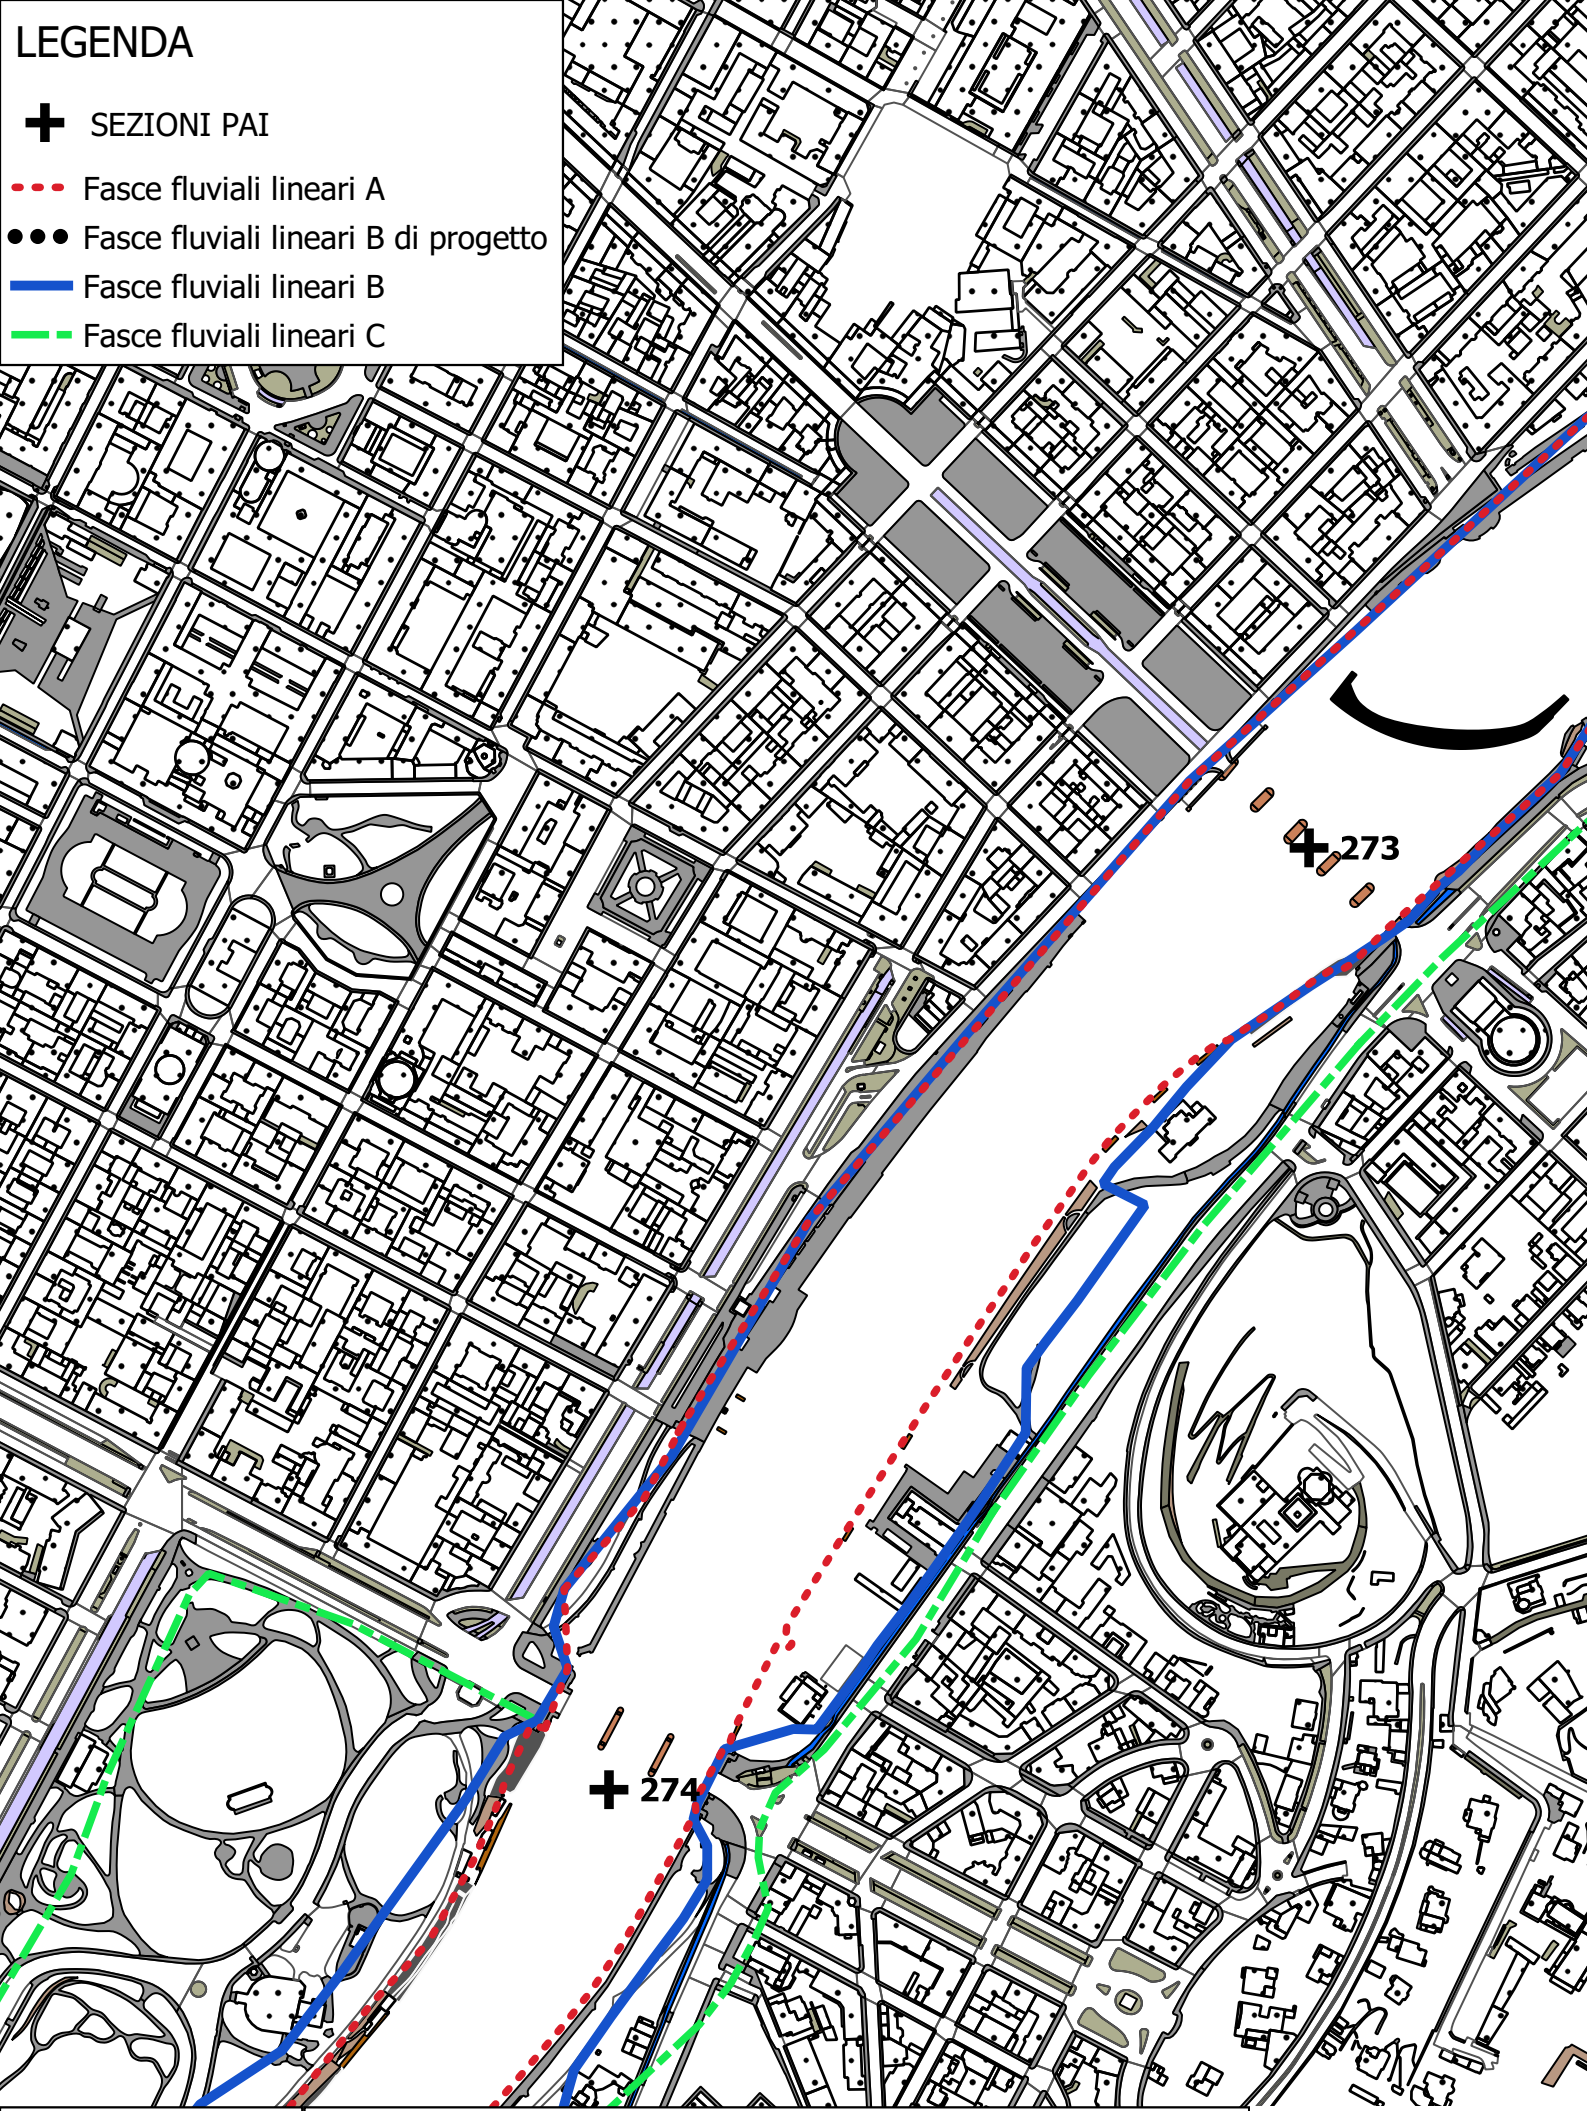 LEGENDA
SEZIONI PAI
Fasce fluviali lineari A
Fasce fluviali lineari B di progetto
Fasce fluviali lineari B
Fasce fluviali lineari C
273
274